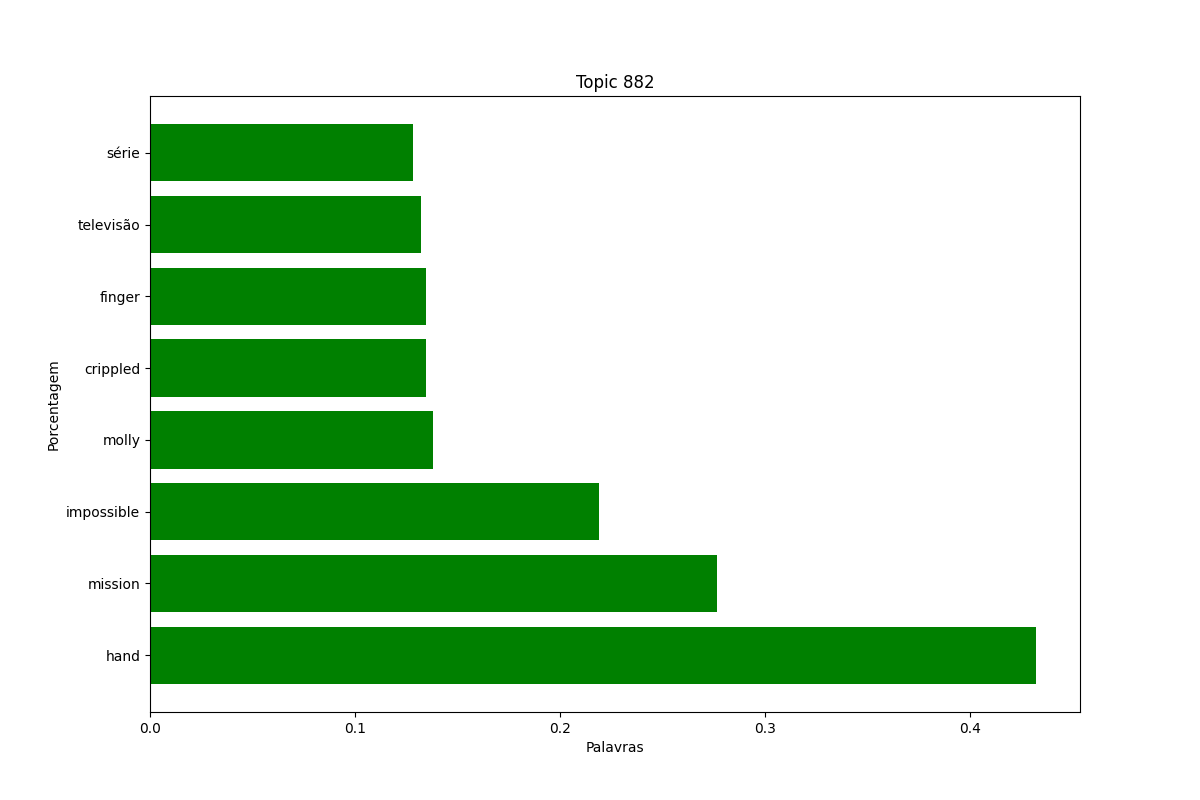 Topic 882
série
televisão
finger
crippled
molly
impossible
mission
hand
Porcentagem
0.0 0.1 0.2 0.3 0.4
Palavras